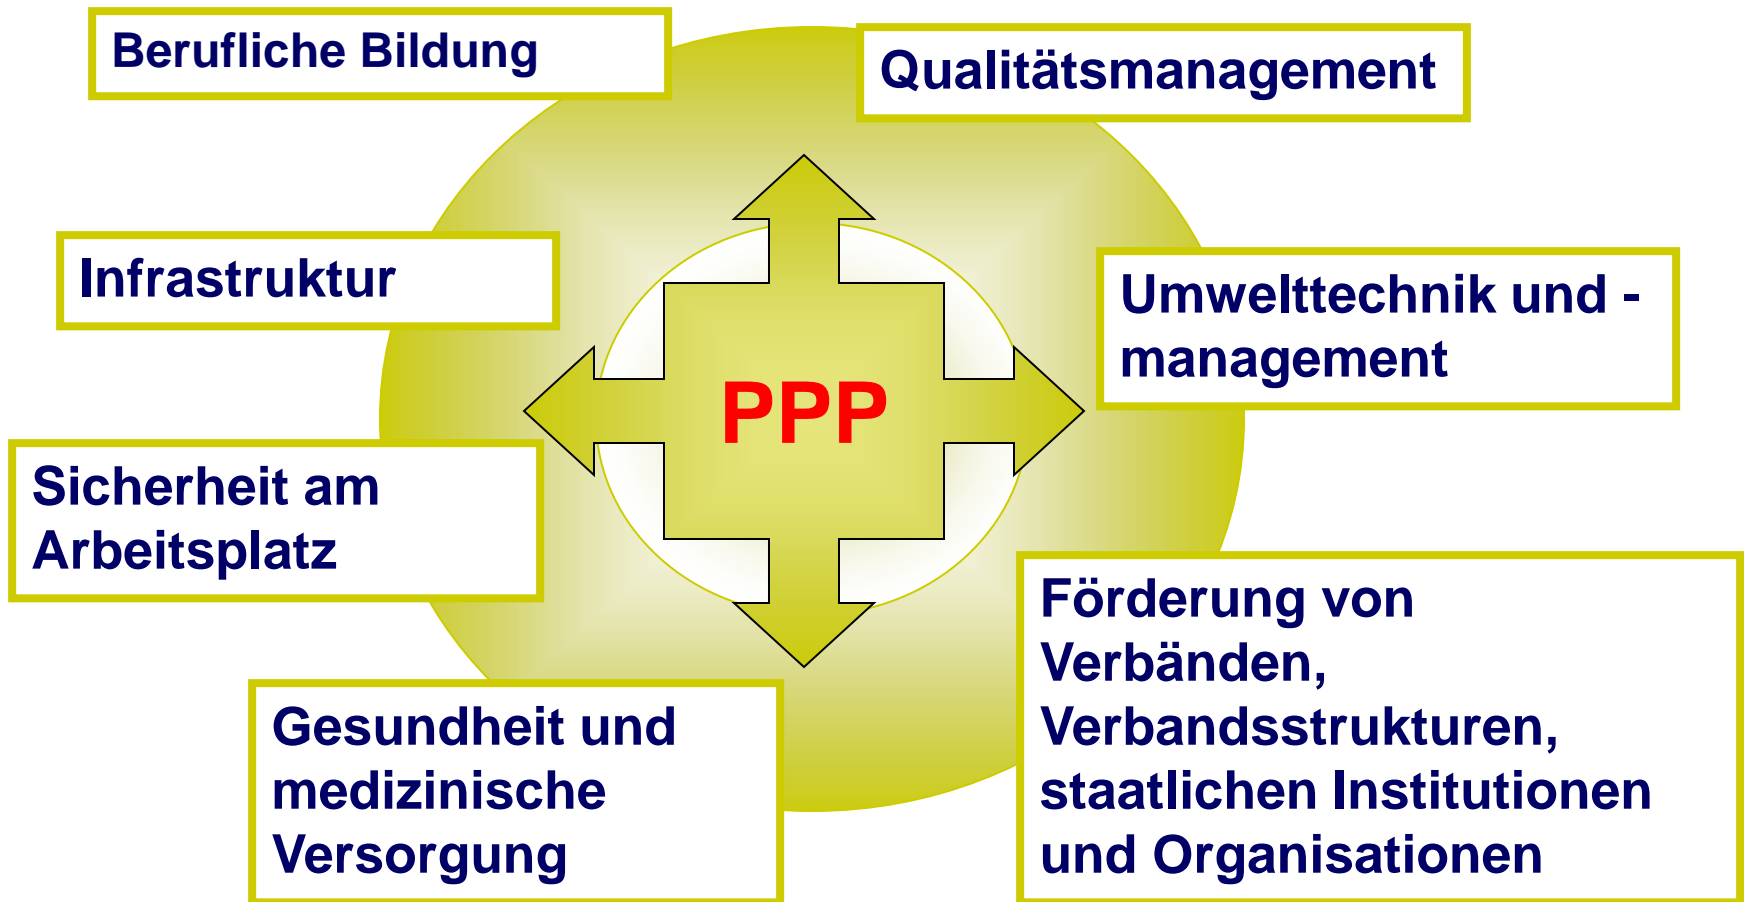 Berufliche Bildung
Qualitätsmanagement
Infrastruktur
Umwelttechnik und -
management
PPP
Sicherheit am
Arbeitsplatz
Förderung von
Verbänden,
Verbandsstrukturen,
staatlichen Institutionen
und Organisationen
Gesundheit und
medizinische
Versorgung